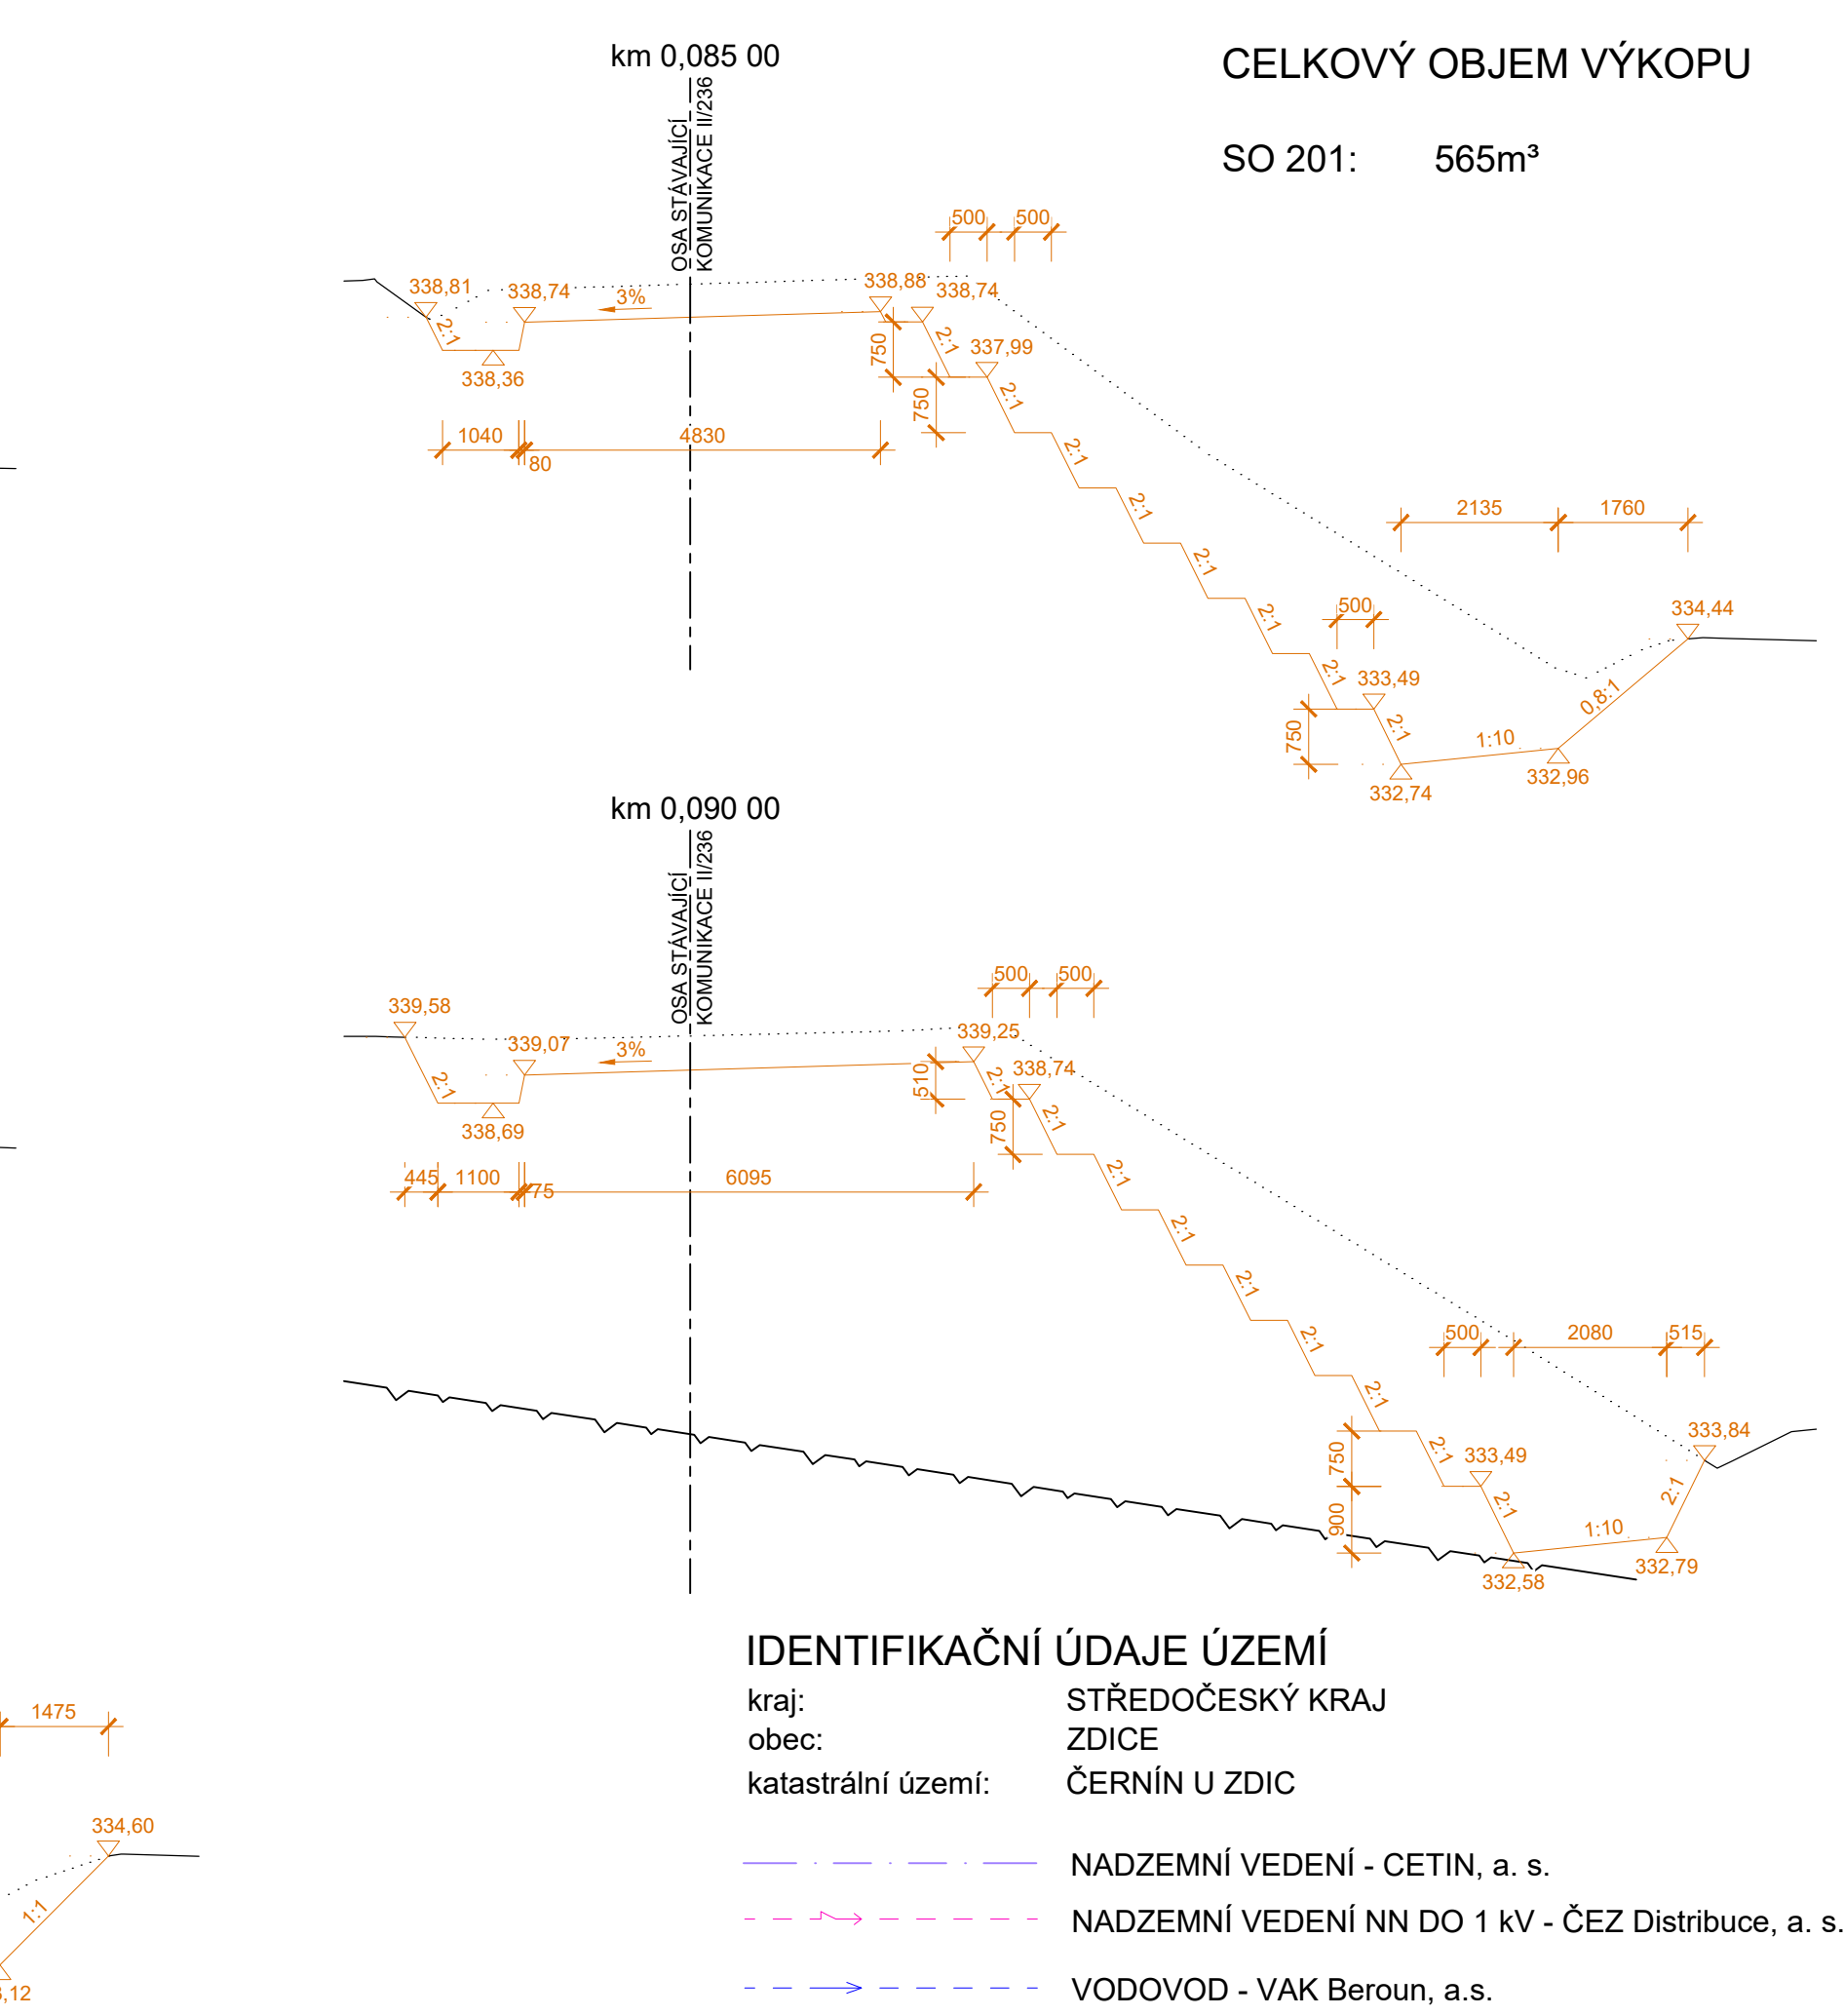 km 0,085 00
CELKOVÝ OBJEM VÝKOPU
SO 201: 565m³
OSA STÁVAJÍCÍ
KOMUNIKACE II/236
500 500
338,81 338,74 3% 338,88 338,74
2:1 750 2:1 337,99
338,36 750 2:1
1040 80 4830
2:1
2:1
2:1
2:1
2:1
2135 1760
500 334,44
333,49 0,8:1
750 2:1 1:10
332,74 332,96
km 0,090 00
OSA STÁVAJÍCÍ
KOMUNIKACE II/236
500 500
339,58 339,07 3% 339,25
2:1 510 2:1 338,74
338,69 750 2:1
445 1100 75 6095
2:1
2:1
2:1
2:1
2:1
2:1
500 2080 515
750 333,49 333,84
900 2:1 1:10 2:1
332,58 332,79
IDENTIFIKAČNÍ ÚDAJE ÚZEMÍ
kraj: STŘEDOČESKÝ KRAJ
obec: ZDICE
katastrální území: ČERNÍN U ZDIC
1475
334,60
1:1
,12
NADZEMNÍ VEDENÍ - CETIN, a. s.
NADZEMNÍ VEDENÍ NN DO 1 kV - ČEZ Distribuce, a. s.
VODOVOD - VAK Beroun, a.s.